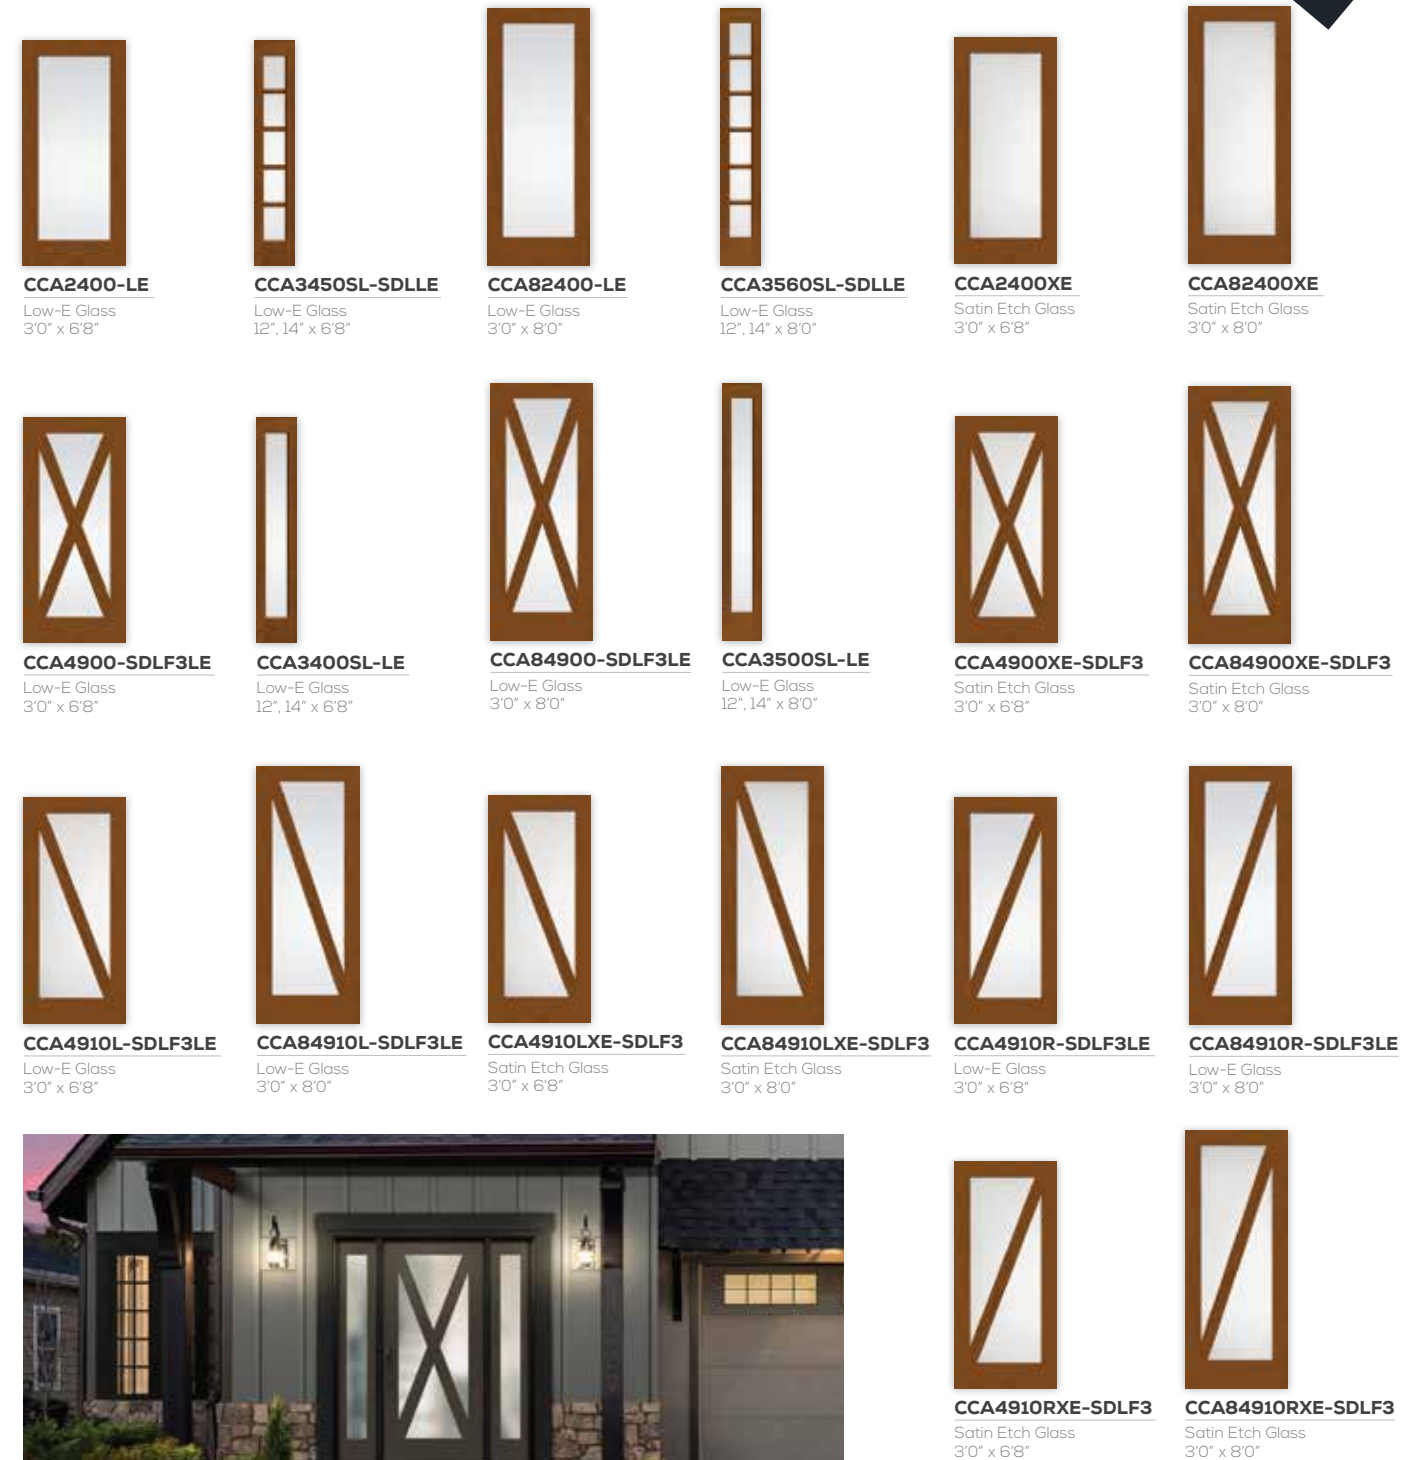 CCA2400-LE
Low-E Glass
3'0" x 6'8"
CCA3450SL-SDLLE
Low-E Glass
12", 14" x 6'8"
CCA82400-LE
Low-E Glass
3'0" x 8'0"
CCA3560SL-SDLLE
Low-E Glass
12", 14" x 8'0"
CCA2400XE
Satin Etch Glass
3'0" x 6'8"
CCA82400XE
Satin Etch Glass
3'0" x 8'0"
CCA4900-SDLF3LE
Low-E Glass
3'0" x 6'8"
CCA3400SL-LE
Low-E Glass
12", 14" x 6'8"
CCA84900-SDLF3LE
Low-E Glass
3'0" x 8'0"
CCA3500SL-LE
Low-E Glass
12", 14" x 8'0"
CCA4900XE-SDLF3
Satin Etch Glass
3'0" x 6'8"
CCA84900XE-SDLF3
Satin Etch Glass
3'0" x 8'0"
CCA4910L-SDLF3LE
Low-E Glass
3'0" x 6'8"
CCA84910L-SDLF3LE
Low-E Glass
3'0" x 8'0"
CCA4910LXE-SDLF3
Satin Etch Glass
3'0" x 6'8"
CCA84910LXE-SDLF3
Satin Etch Glass
3'0" x 8'0"
CCA4910R-SDLF3LE
Low-E Glass
3'0" x 6'8"
CCA84910R-SDLF3LE
Low-E Glass
3'0" x 8'0"
CCA4910RXE-SDLF3
Satin Etch Glass
3'0" x 6'8"
CCA84910RXE-SDLF3
Satin Etch Glass
3'0" x 8'0"